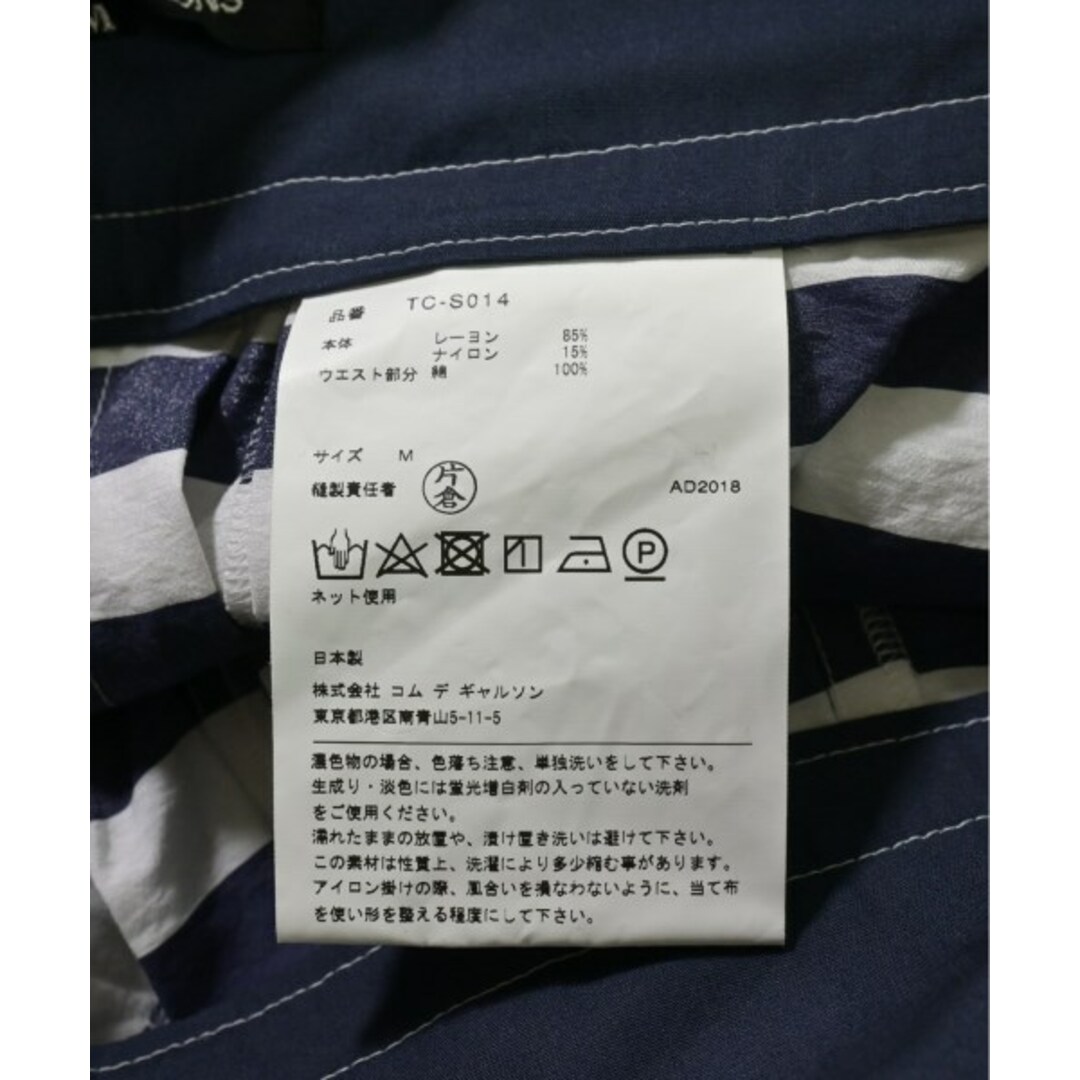 M
品番 TC-S014
本体 レーヨン 85%
ナイロン 15%
ウエスト部分 綿 100%
サイズ M
縫製責任者 片倉 AD2018
P
ネット使用
日本製
株式会社 コム デ ギャルソン
東京都港区南青山5-11-5
濃色物の場合、色落ち注意、単独洗いをして下さい。
生成り・淡色には蛍光増白剤の入っていない洗剤
をご使用ください。
濡れたままの放置や、漬け置き洗いは避けて下さい。
この素材は性質上、洗濯により多少縮む事があります。
アイロン掛けの際、風合いを損なわないように、当て布
を使い形を整える程度にして下さい。